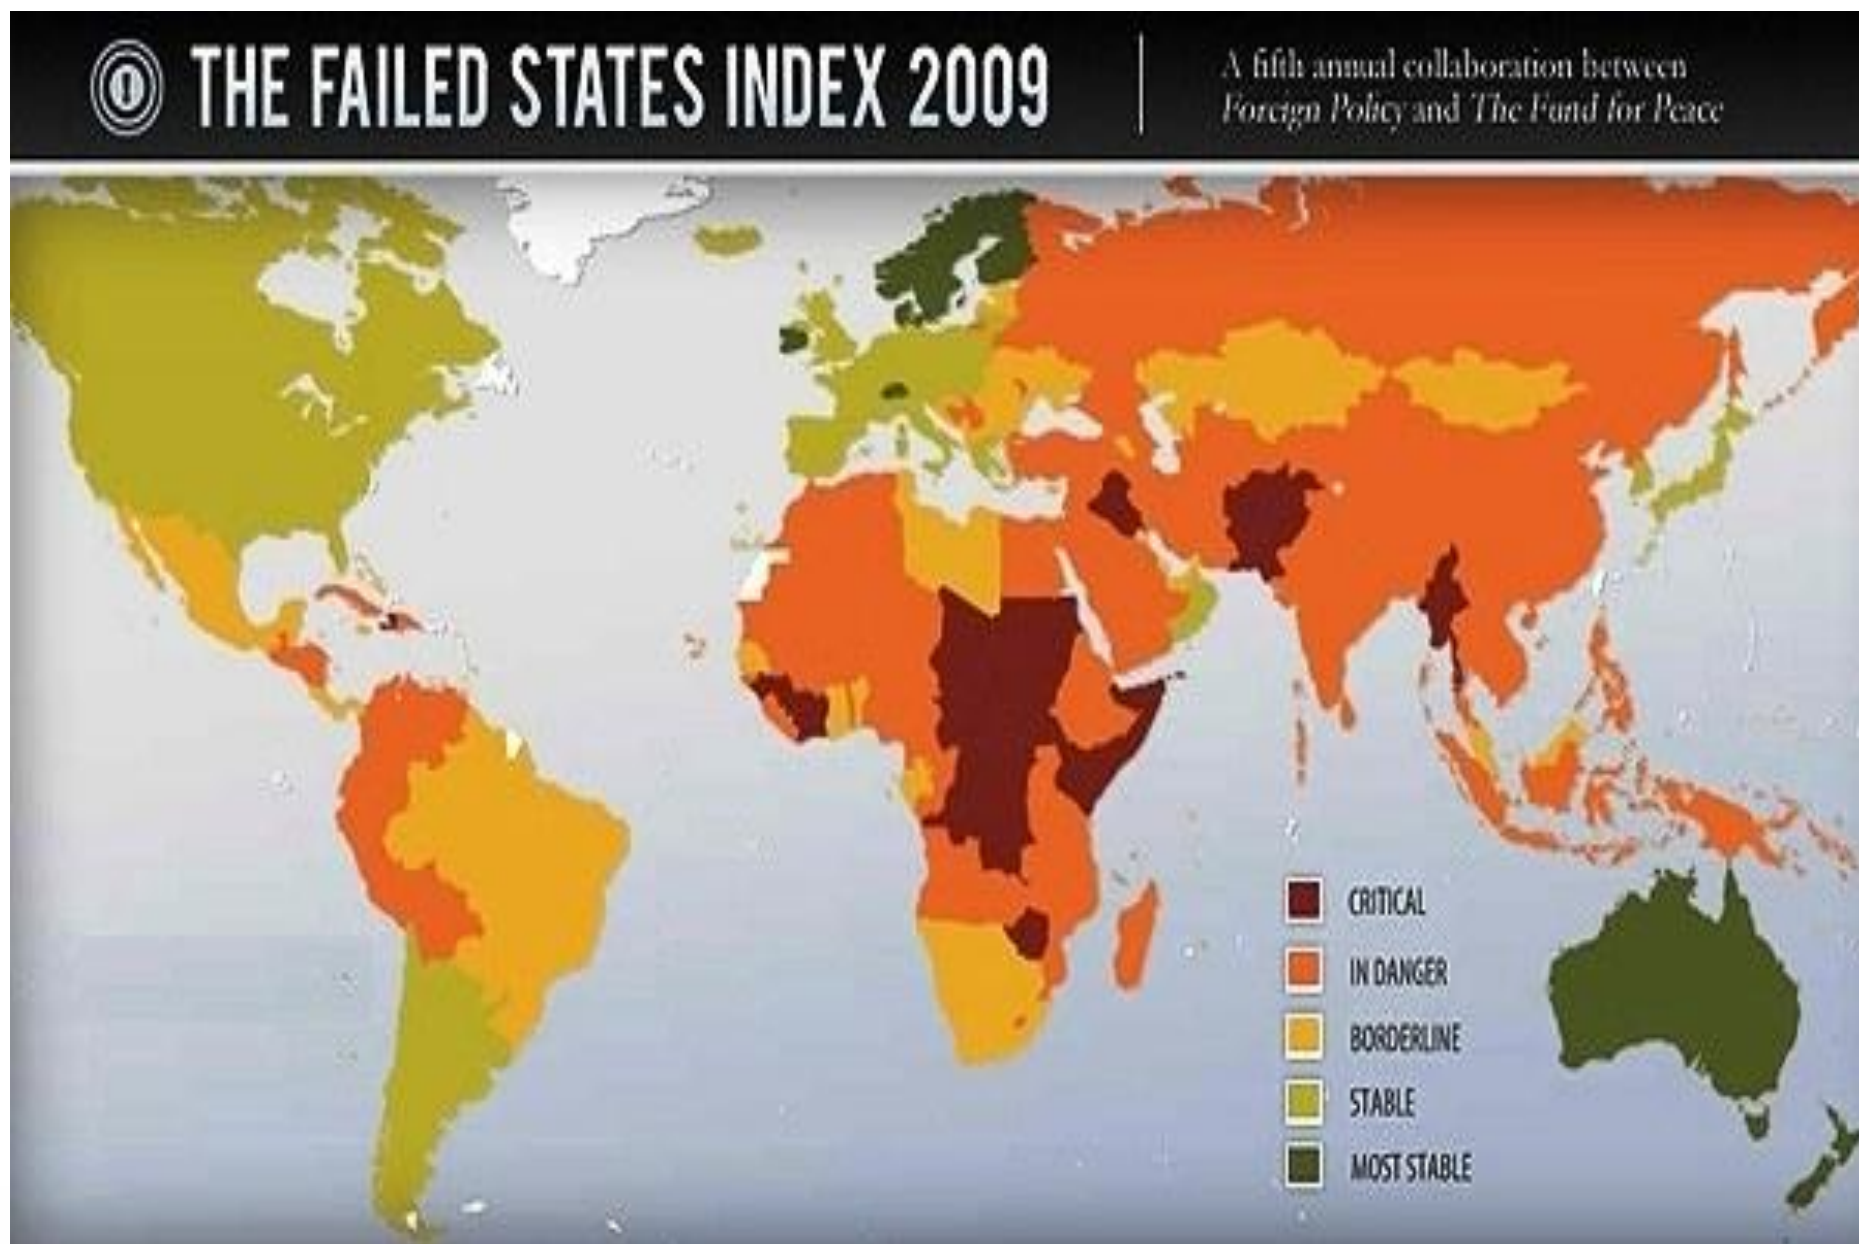 THE FAILED STATES INDEX 2009
A fifth annual collaboration between
Foreign Policy and The Fund for Peace
CRITICAL
IN DANGER
BORDERLINE
STABLE
MOST STABLE